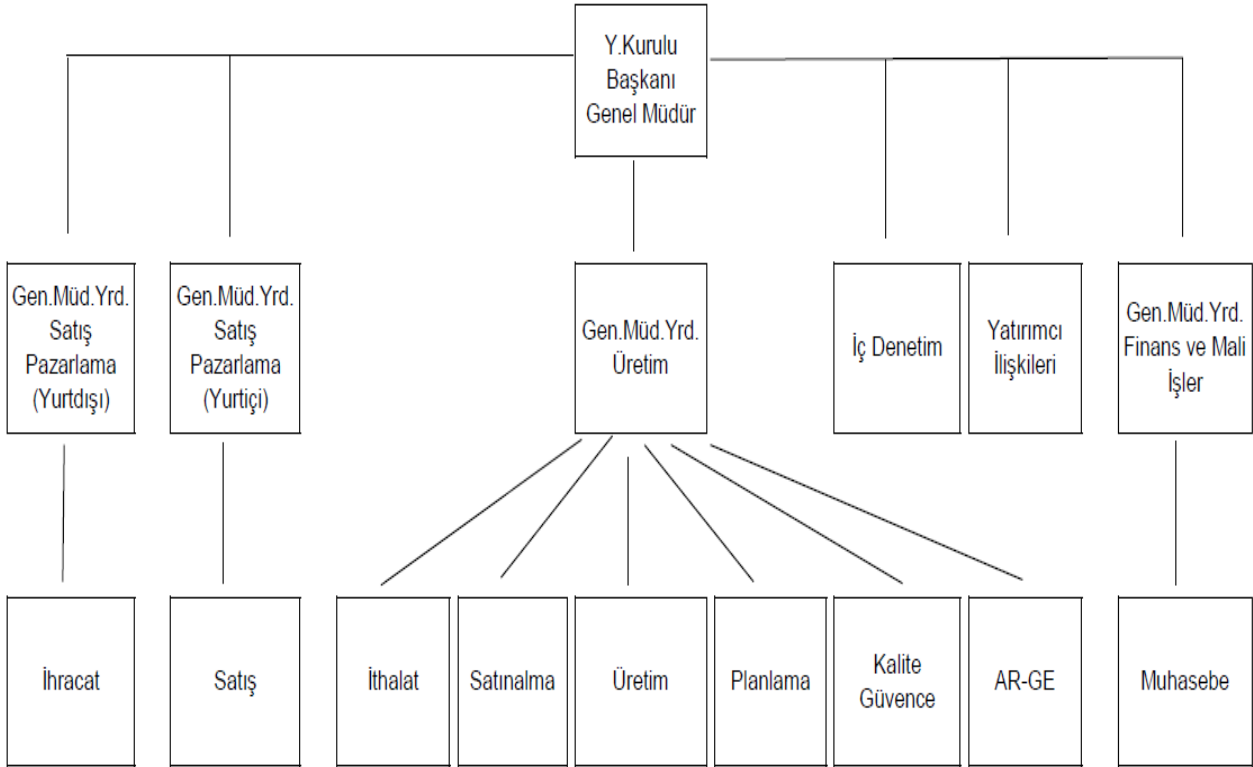 Y.Kurulu
Başkanı
Genel Müdür
Gen.Müd.Yrd.
Satış
Pazarlama
(Yurtdışı)
Gen.Müd.Yrd.
Satış
Pazarlama
(Yurtiçi)
Gen.Müd.Yrd.
Üretim
İç Denetim
Yatırımcı
İlişkileri
Gen.Müd.Yrd.
Finans ve Mali
İşler
İhracat
Satış
İthalat
Satınalma
Üretim
Planlama
Kalite
Güvence
AR-GE
Muhasebe